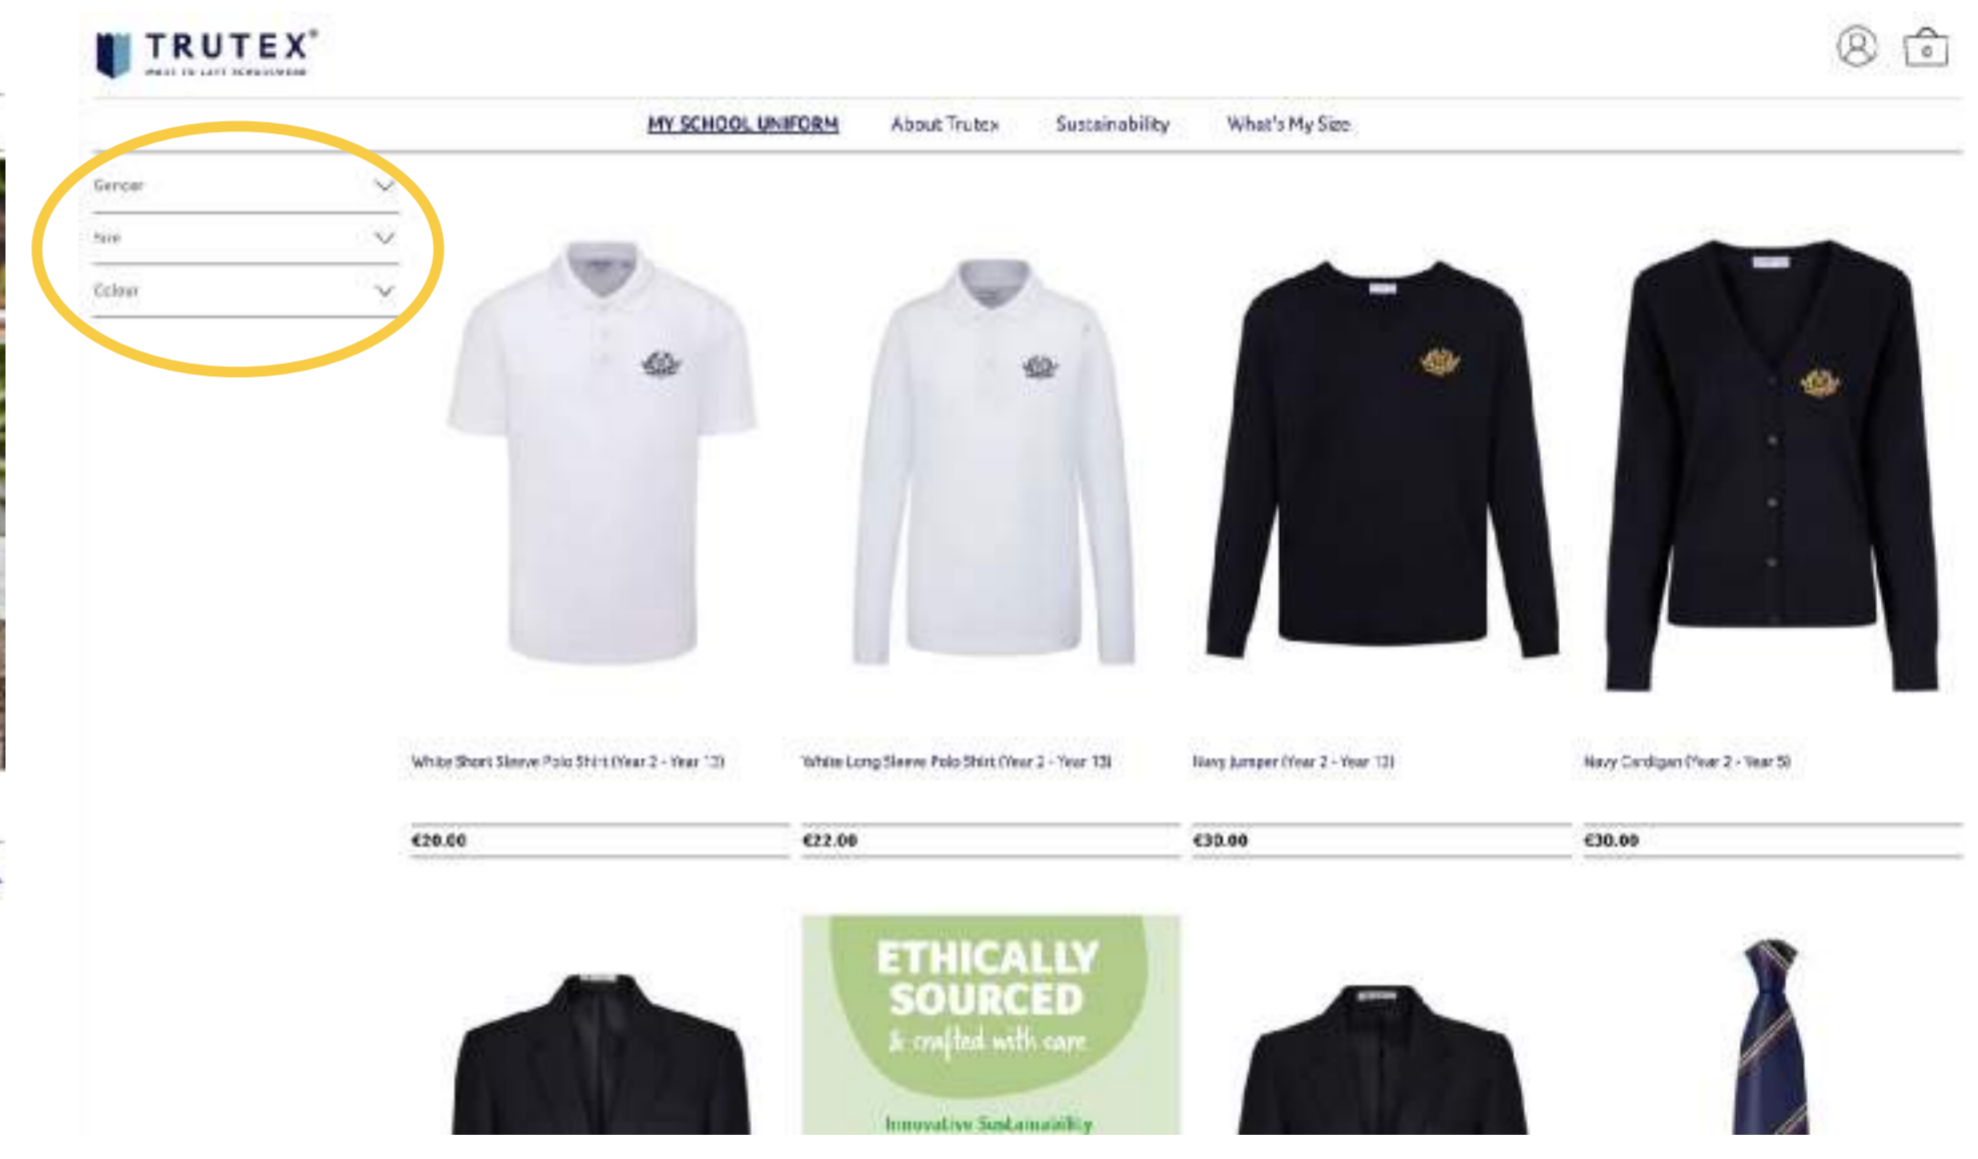 TRUTEX®
0
MY SCHOOL UNIFORM About Trutex Sustainability What's My Size
Gender
Size
Colour
White Short Sleeve Polo Shirt (Year 2 - Year 13)
White Long Sleeve Polo Shirt (Year 2 - Year 13)
Navy Jumper (Year 2 - Year 13)
Navy Cardigan (Year 2 - Year 5)
€20.00
€22.00
€30.00
€30.00
ETHICALLY
SOURCED
& crafted with care
Innovative Sustainability